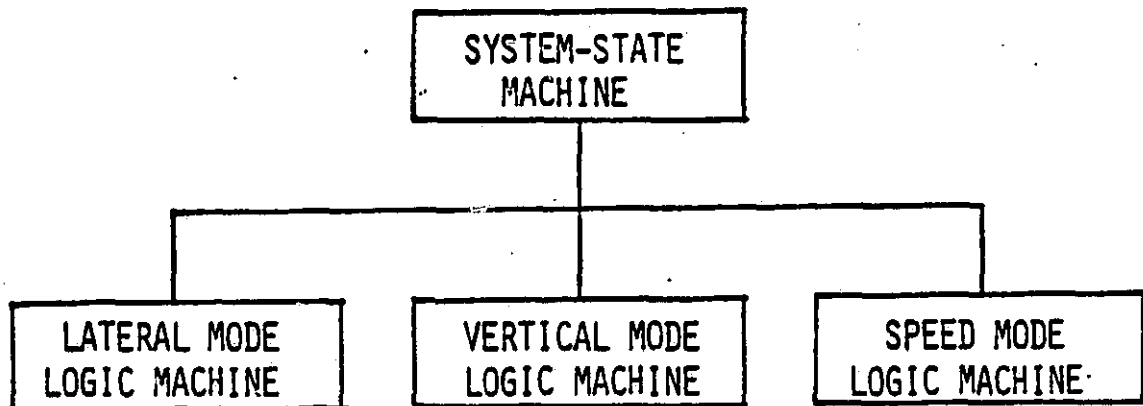 SYSTEM-STATE
MACHINE
LATERAL MODE
LOGIC MACHINE
VERTICAL MODE
LOGIC MACHINE
SPEED MODE
LOGIC MACHINE